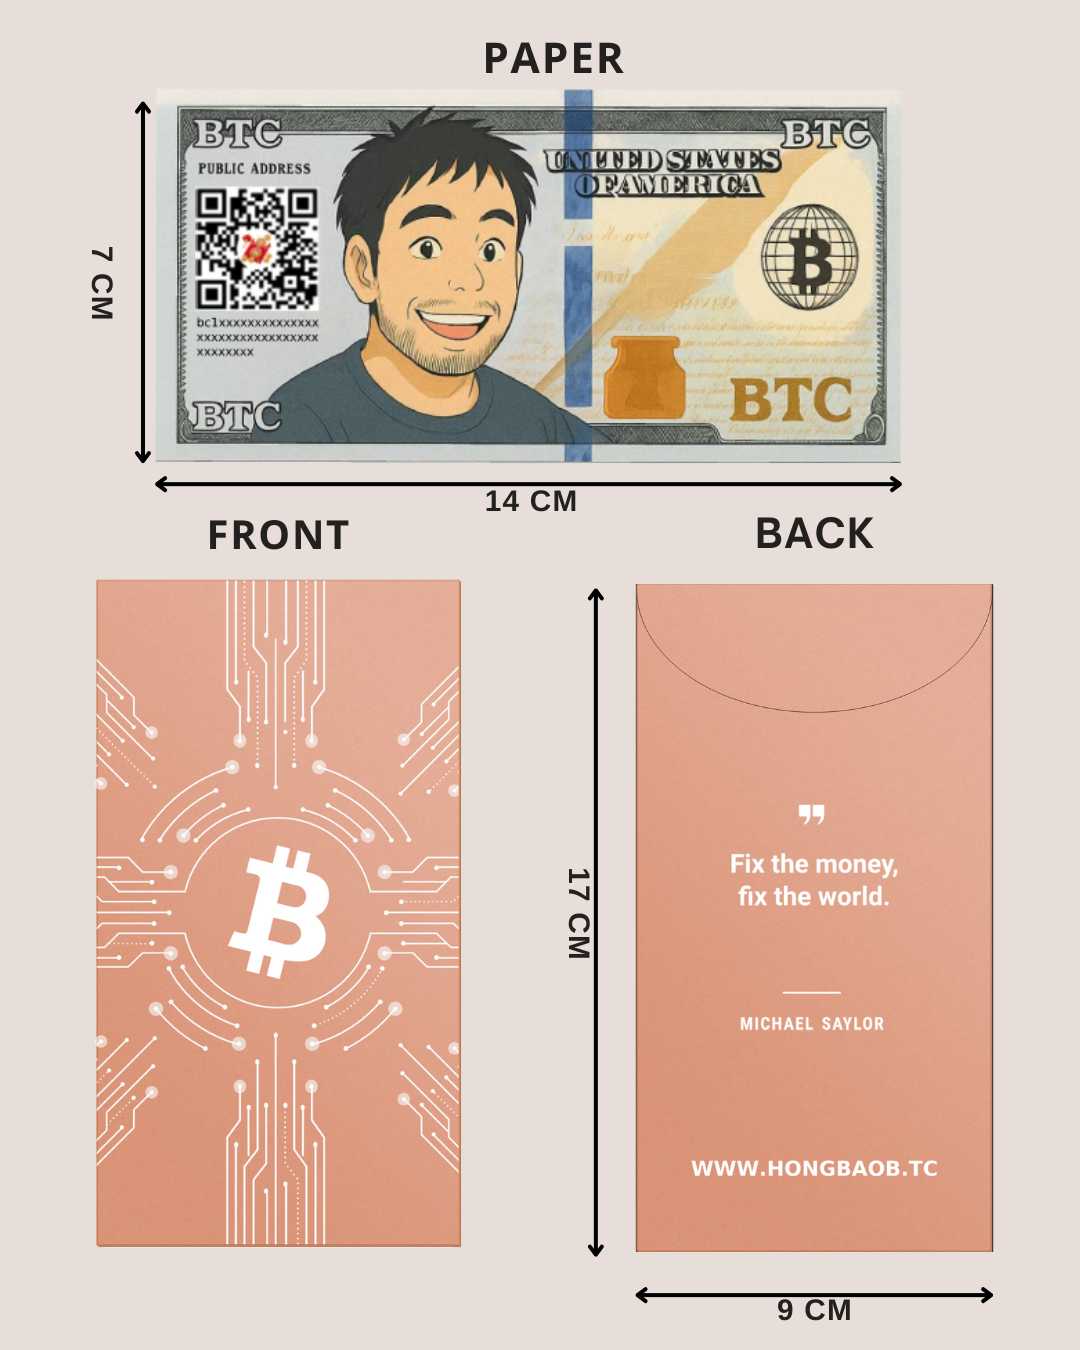 PAPER
BTC
BTC
PUBLIC ADDRESS
UNITED STATES
OF AMERICA
bc1xxxxxxxxxxxxxx
xxxxxxxxxxxxxxxxx
xxxxxxxx
BTC
BTC
7 CM
14 CM
FRONT
BACK
17 CM
Fix the money,
fix the world.
MICHAEL SAYLOR
WWW.HONGBAOB.TC
9 CM